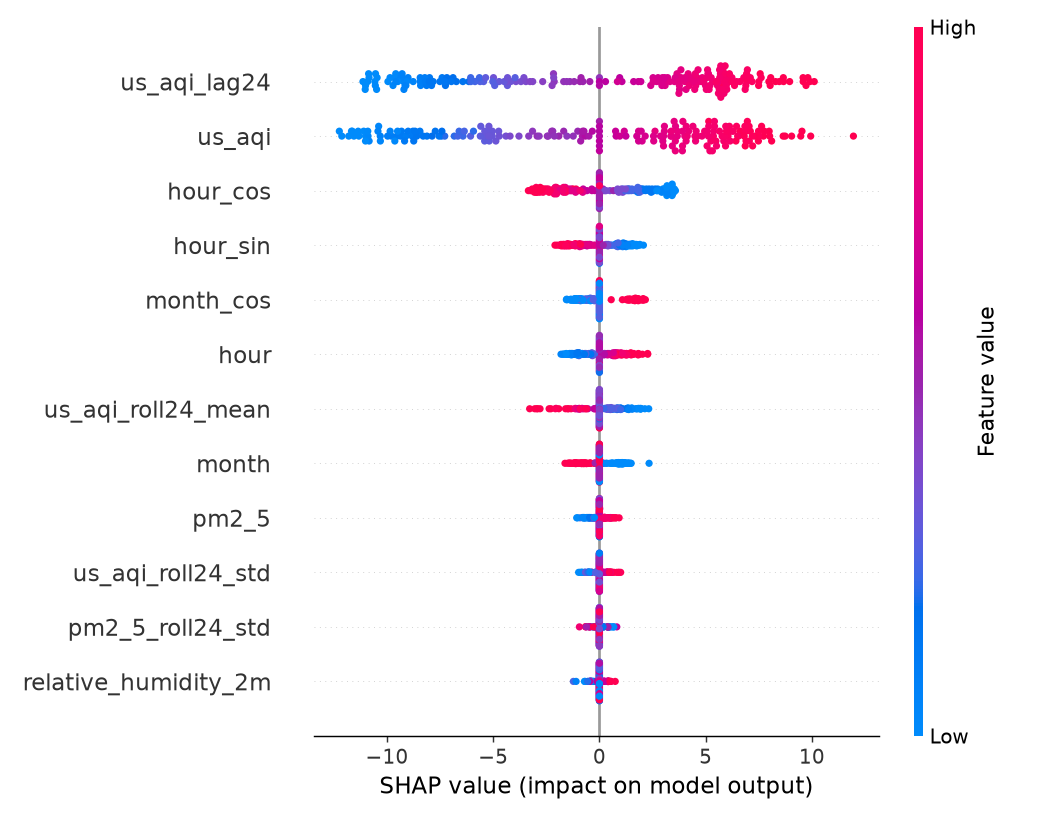 High
us_aqi_lag24
us_aqi
hour_cos
hour_sin
month_cos
hour
us_aqi_roll24_mean
month
pm2_5
us_aqi_roll24_std
pm2_5_roll24_std
relative_humidity_2m
Feature value
Low
−10 −5 0 5 10
SHAP value (impact on model output)